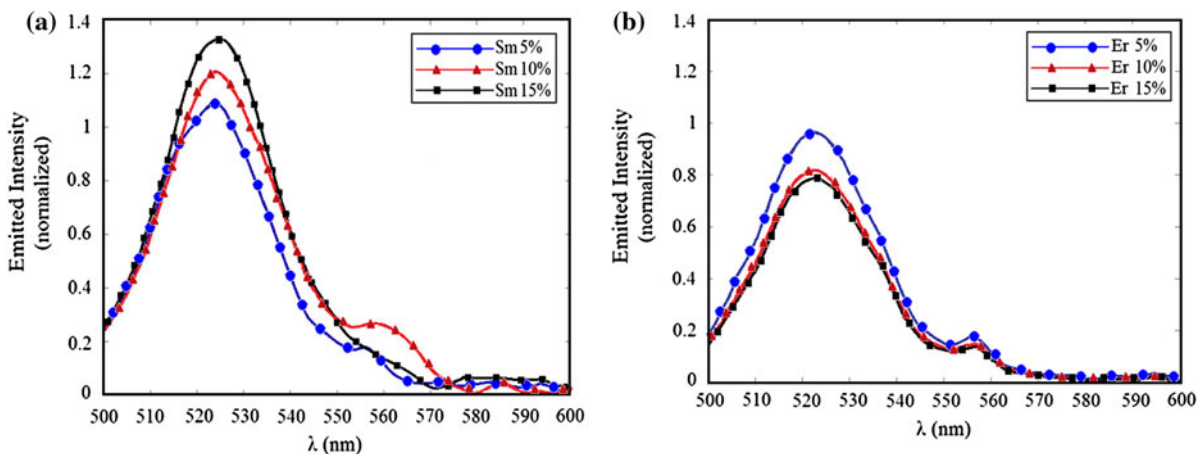 (a)
Emitted Intensity
(normalized)
1.4
1.2
1
0.8
0.6
0.4
0.2
0
Sm 5%
Sm 10%
Sm 15%
500 510 520 530 540 550 560 570 580 590 600
λ (nm)
(b)
Emitted Intensity
(normalized)
1.4
1.2
1
0.8
0.6
0.4
0.2
0
Er 5%
Er 10%
Er 15%
500 510 520 530 540 550 560 570 580 590 600
λ (nm)